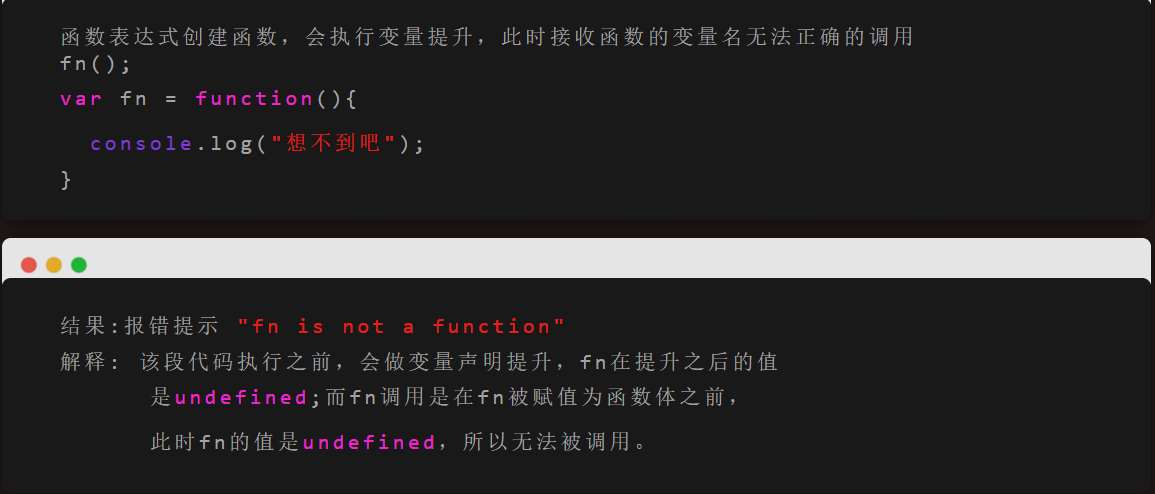 函数表达式创建函数，会执行变量提升，此时接收函数的变量名无法正确的调用
fn();
var fn = function(){
console.log("想不到吧");
}
结果:报错提示 "fn is not a function"
解释: 该段代码执行之前，会做变量声明提升，fn在提升之后的值
是undefined;而fn调用是在fn被赋值为函数体之前，
此时fn的值是undefined，所以无法被调用。